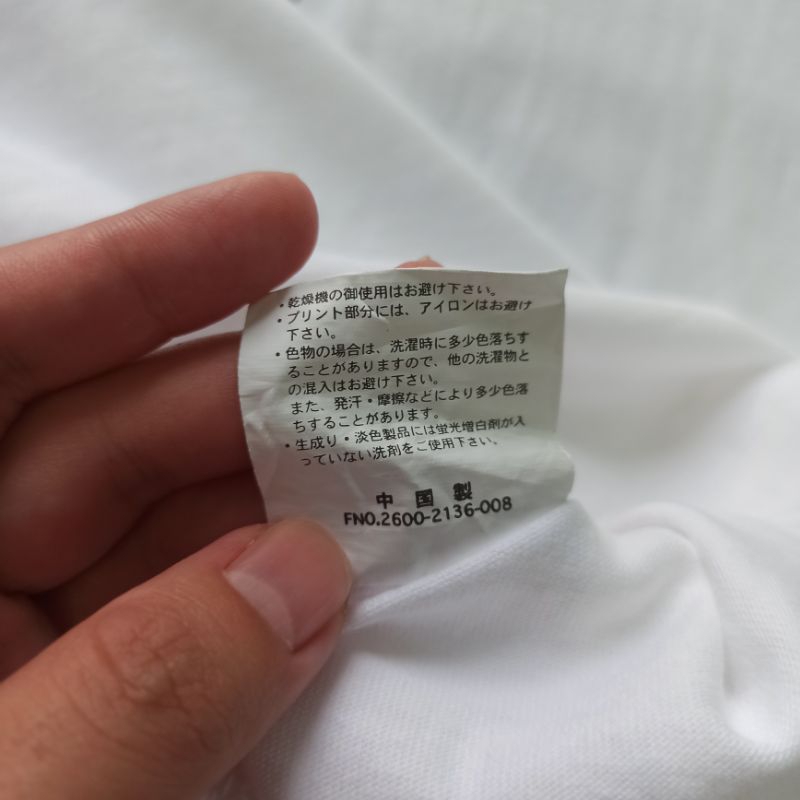 ・乾燥機の御使用はお避け下さい。
・プリント部分には、アイロンはお避け
下さい。
・色物の場合は、洗濯時に多少色落ちす
ることがありますので、他の洗濯物と
の混入はお避け下さい。
また、発汗・摩擦などにより多少色落
ちすることがあります。
・生成り・淡色製品には蛍光増白剤が入
っていない洗剤をご使用下さい。
中国製
FNO.2600-2136-008